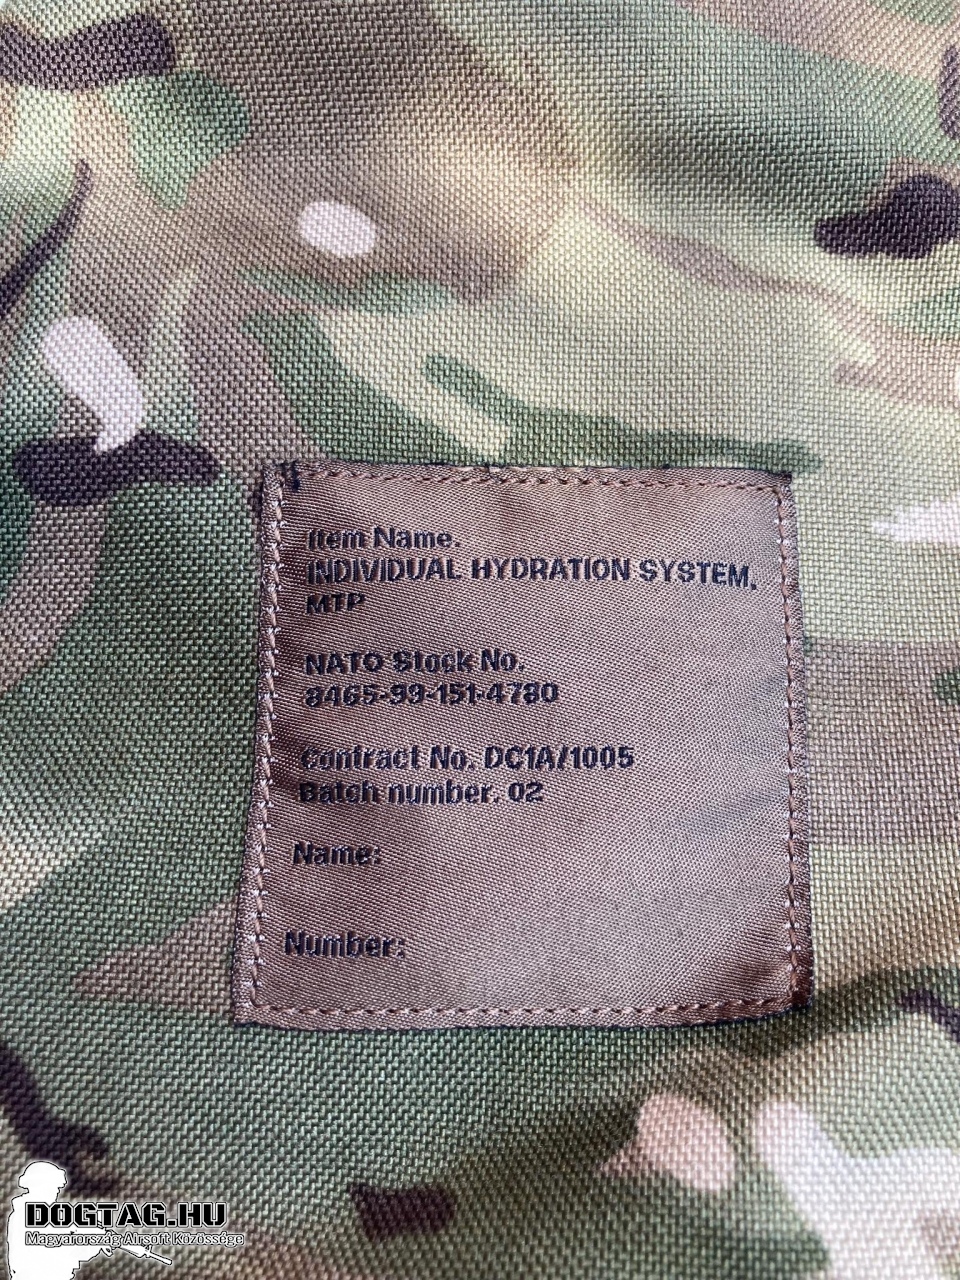 Item Name.
INDIVIDUAL HYDRATION SYSTEM,
MTP
NATO Stock No.
8465-99-151-4780
Contract No. DC1A/1005
Batch number. 02
Name:
Number:
DOGTAG.HU
Magyarország Airsoft Közössége